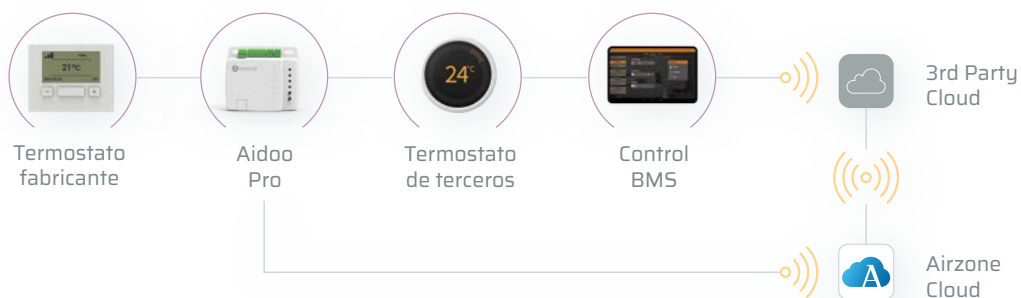 21ºC
24°C
3rd Party
Cloud
Termostato
fabricante
Aidoo
Pro
Termostato
de terceros
Control
BMS
Airzone
Cloud